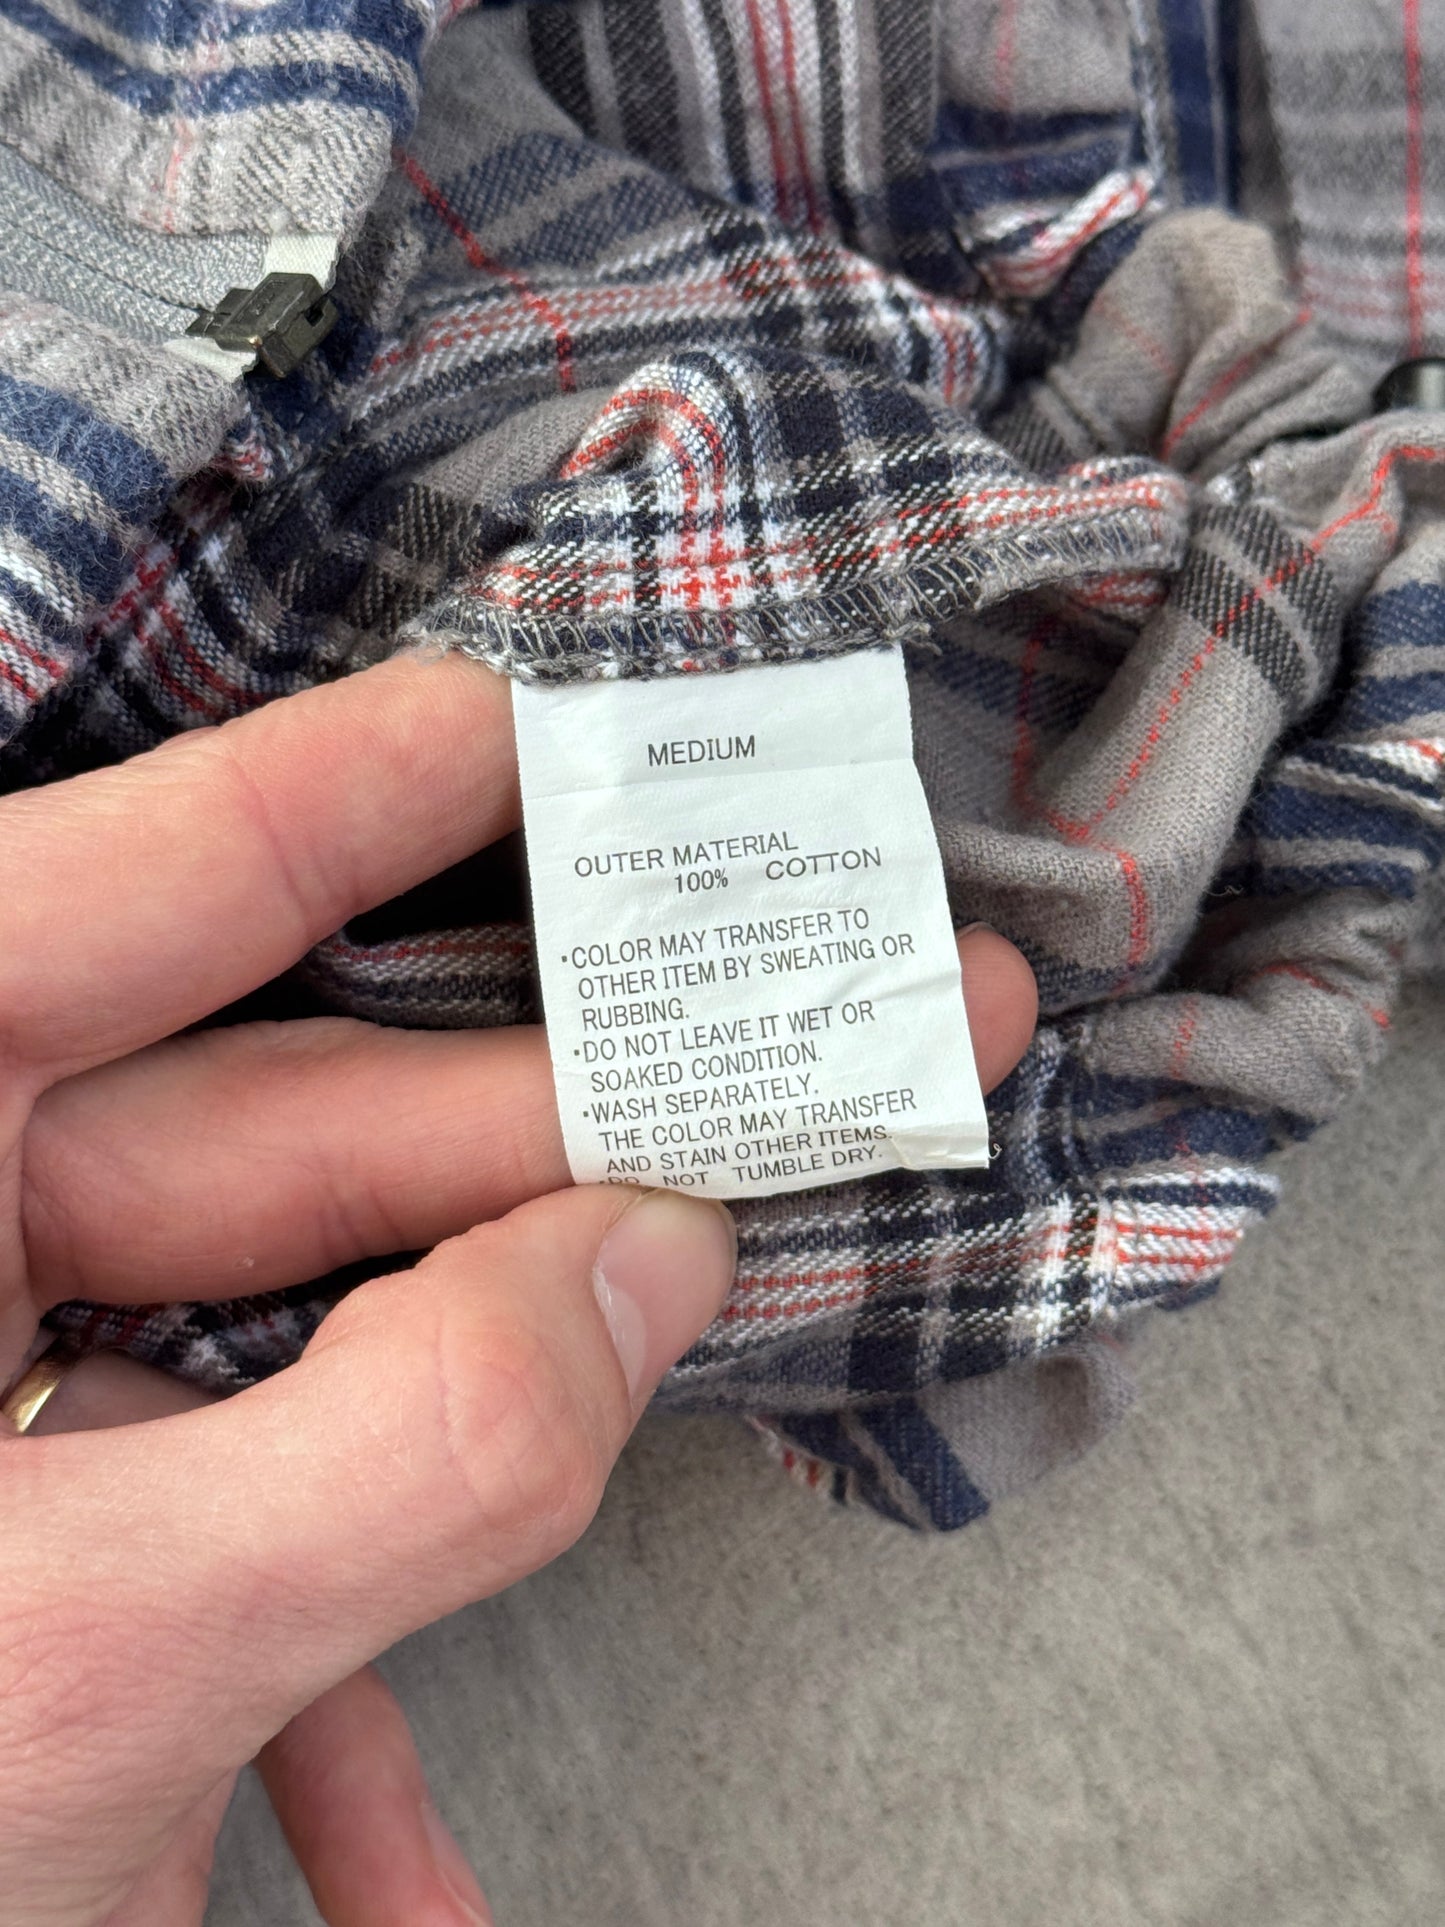 MEDIUM
OUTER MATERIAL
100% COTTON
・COLOR MAY TRANSFER TO
OTHER ITEM BY SWEATING OR
RUBBING.
・DO NOT LEAVE IT WET OR
SOAKED CONDITION.
・WASH SEPARATELY.
THE COLOR MAY TRANSFER
AND STAIN OTHER ITEMS.
・DO NOT TUMBLE DRY.